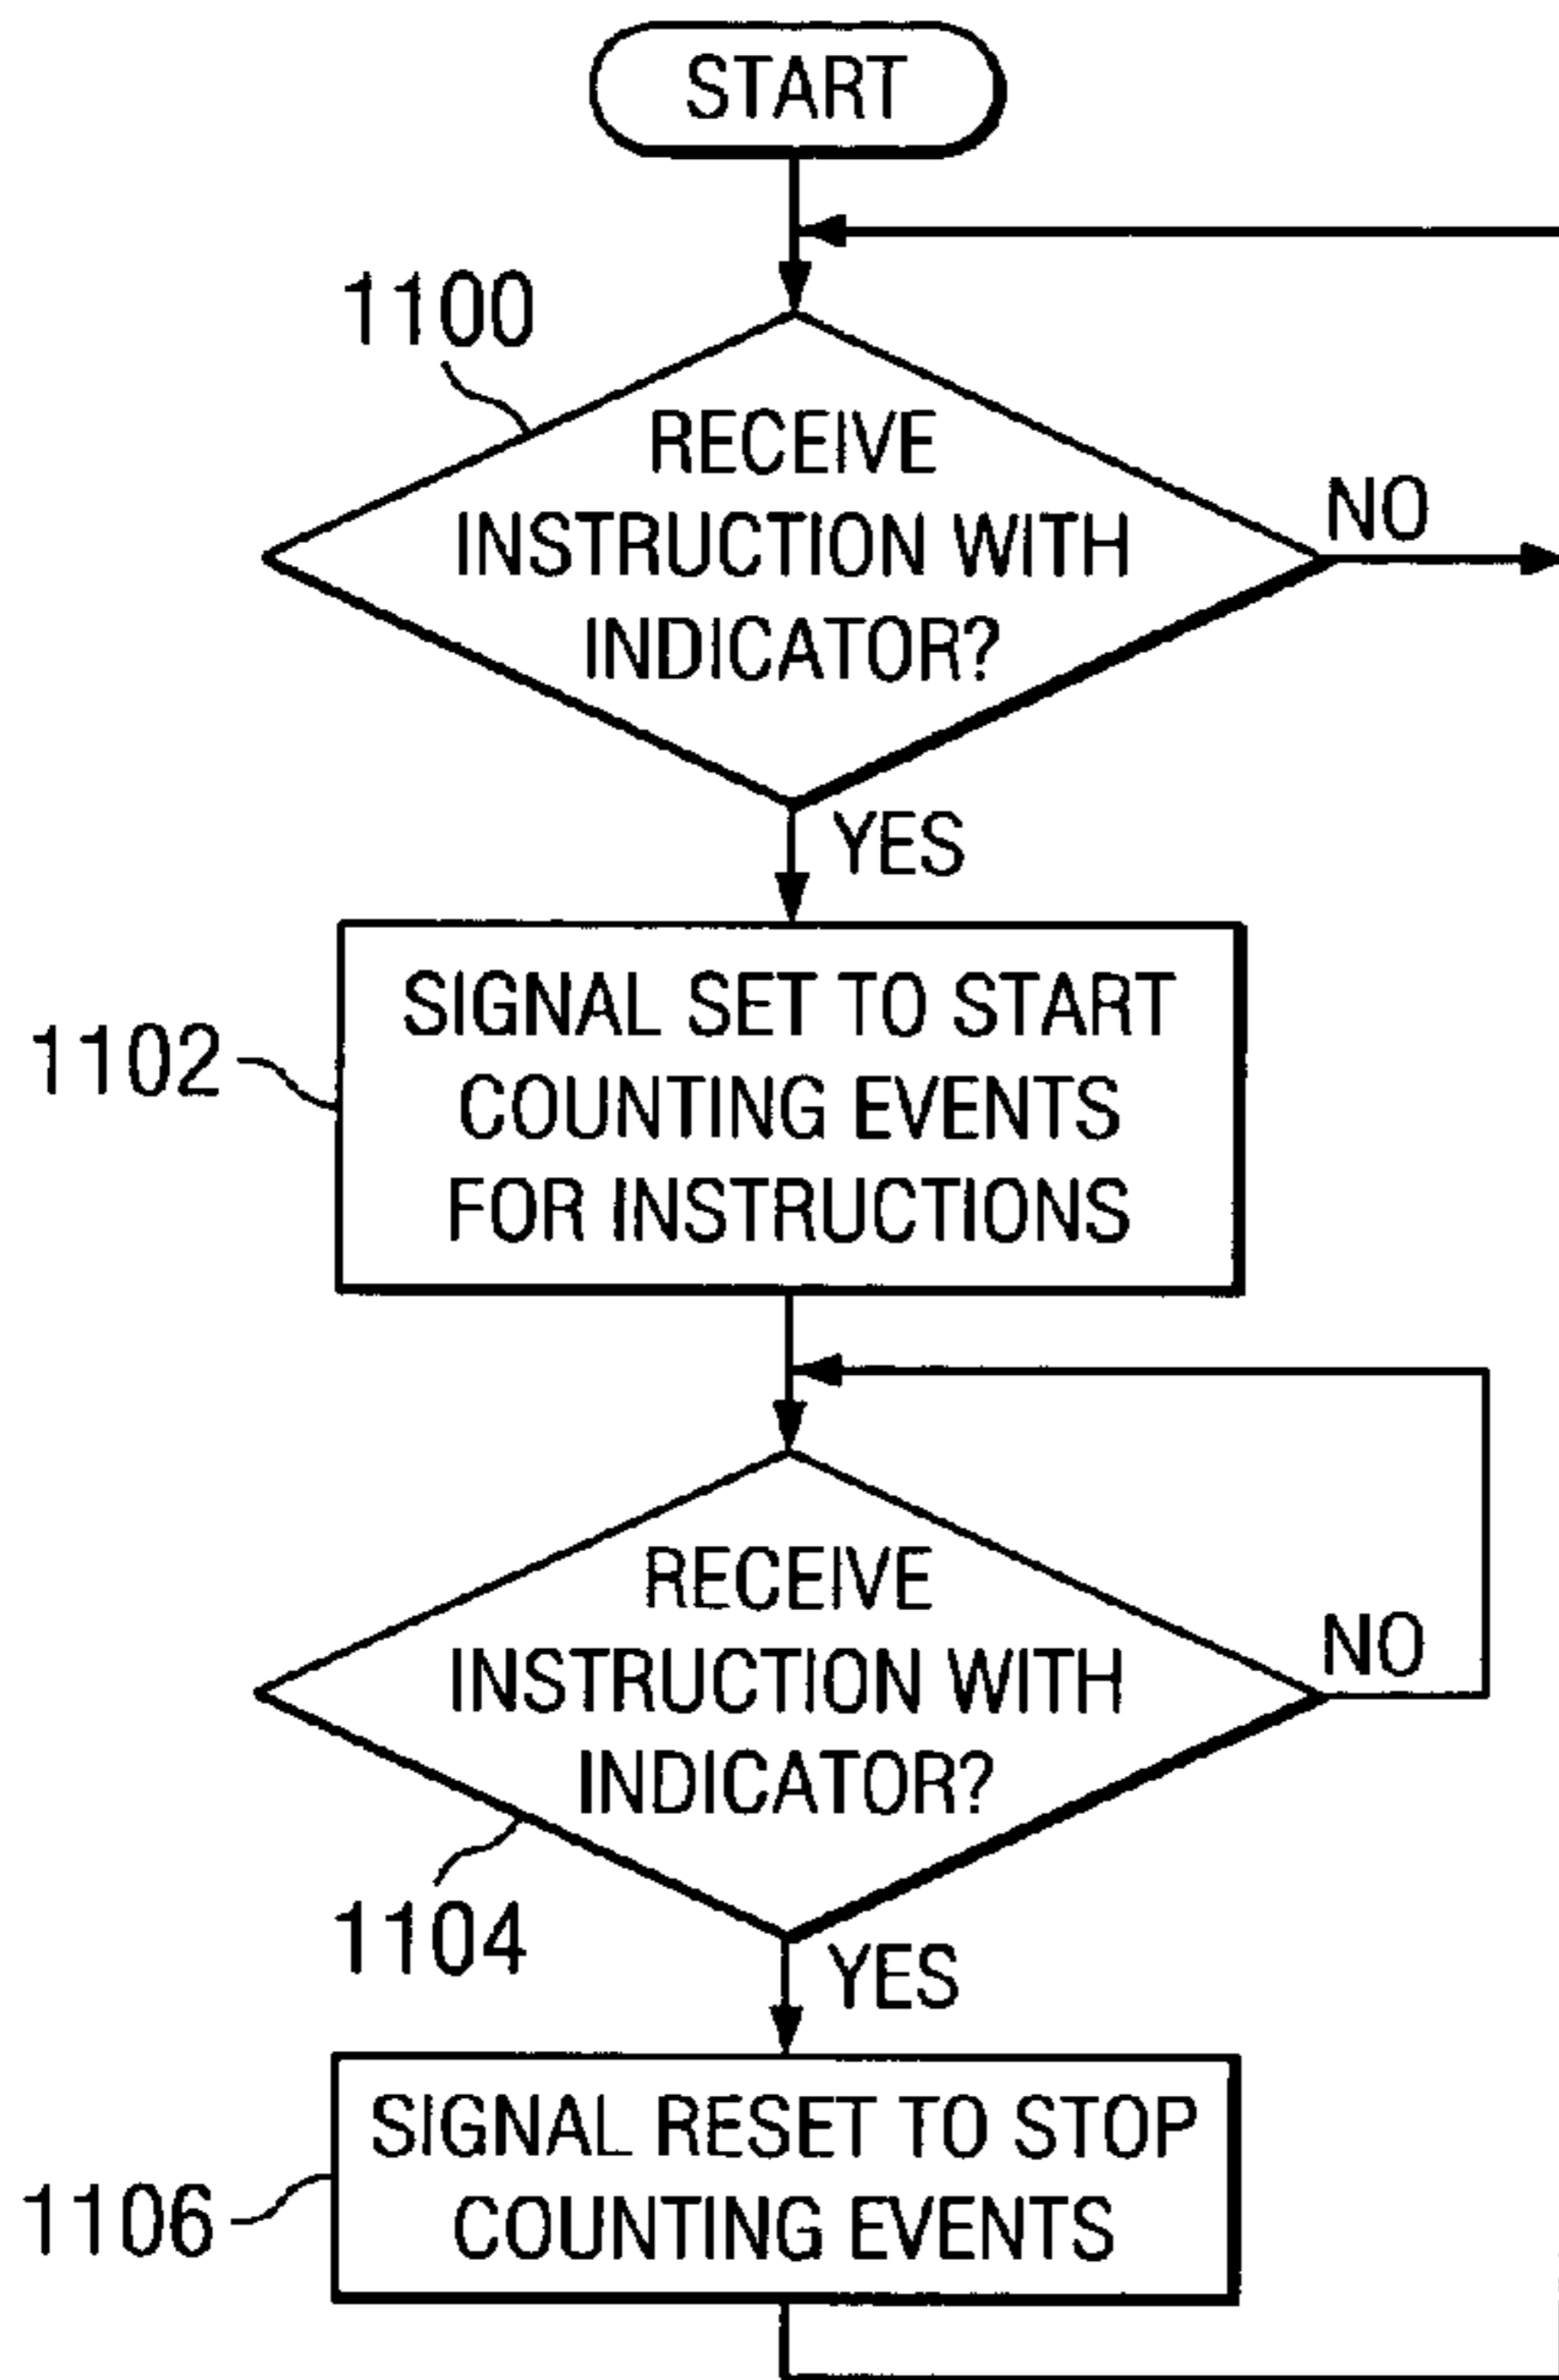 START
1100
RECEIVE
INSTRUCTION WITH
INDICATOR?
NO
YES
1102
SIGNAL SET TO START
COUNTING EVENTS
FOR INSTRUCTIONS
RECEIVE
INSTRUCTION WITH
INDICATOR?
NO
1104
YES
1106
SIGNAL RESET TO STOP
COUNTING EVENTS